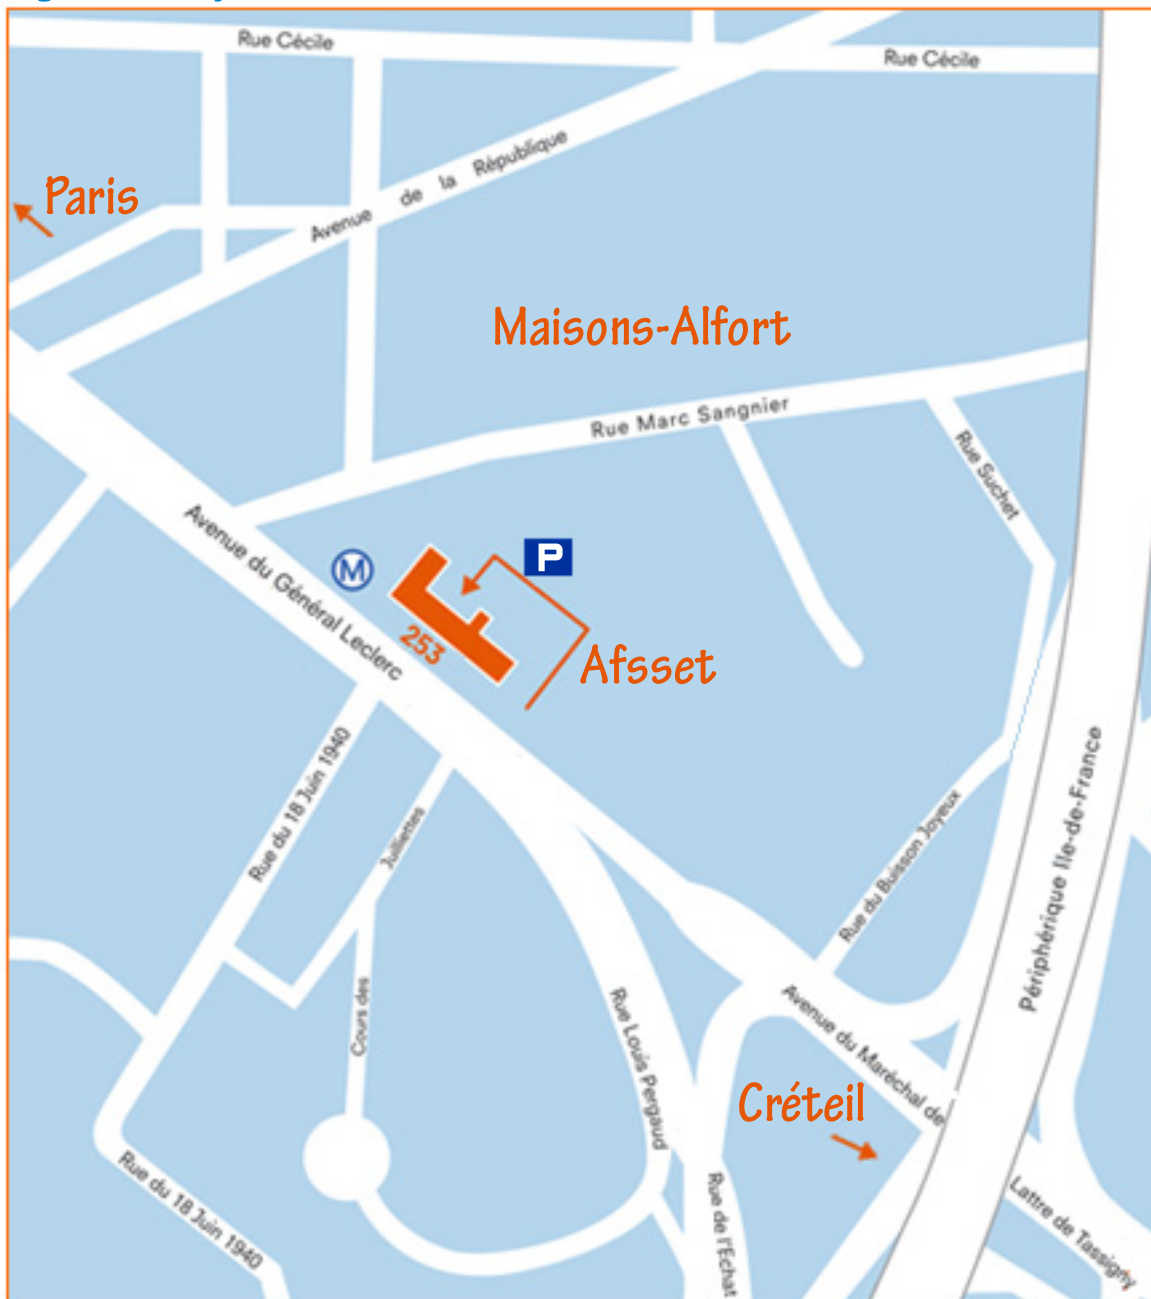 Rue Cécile
Rue Cécile
Avenue de la République
Paris
Maisons-Alfort
Rue Marc Sangnier
Rue Suchet
Avenue du Général Leclerc
M
P
253
Afsset
Rue du 18 Juin 1940
Juilliettes
Rue du Buisson Joyeux
Périphérique Ile-de-France
Cours des
Rue Louis Pergaud
Avenue du Maréchal de
Créteil
Rue du 18 Juin 1940
Rue de l'Echat
Lattre de Tassigny